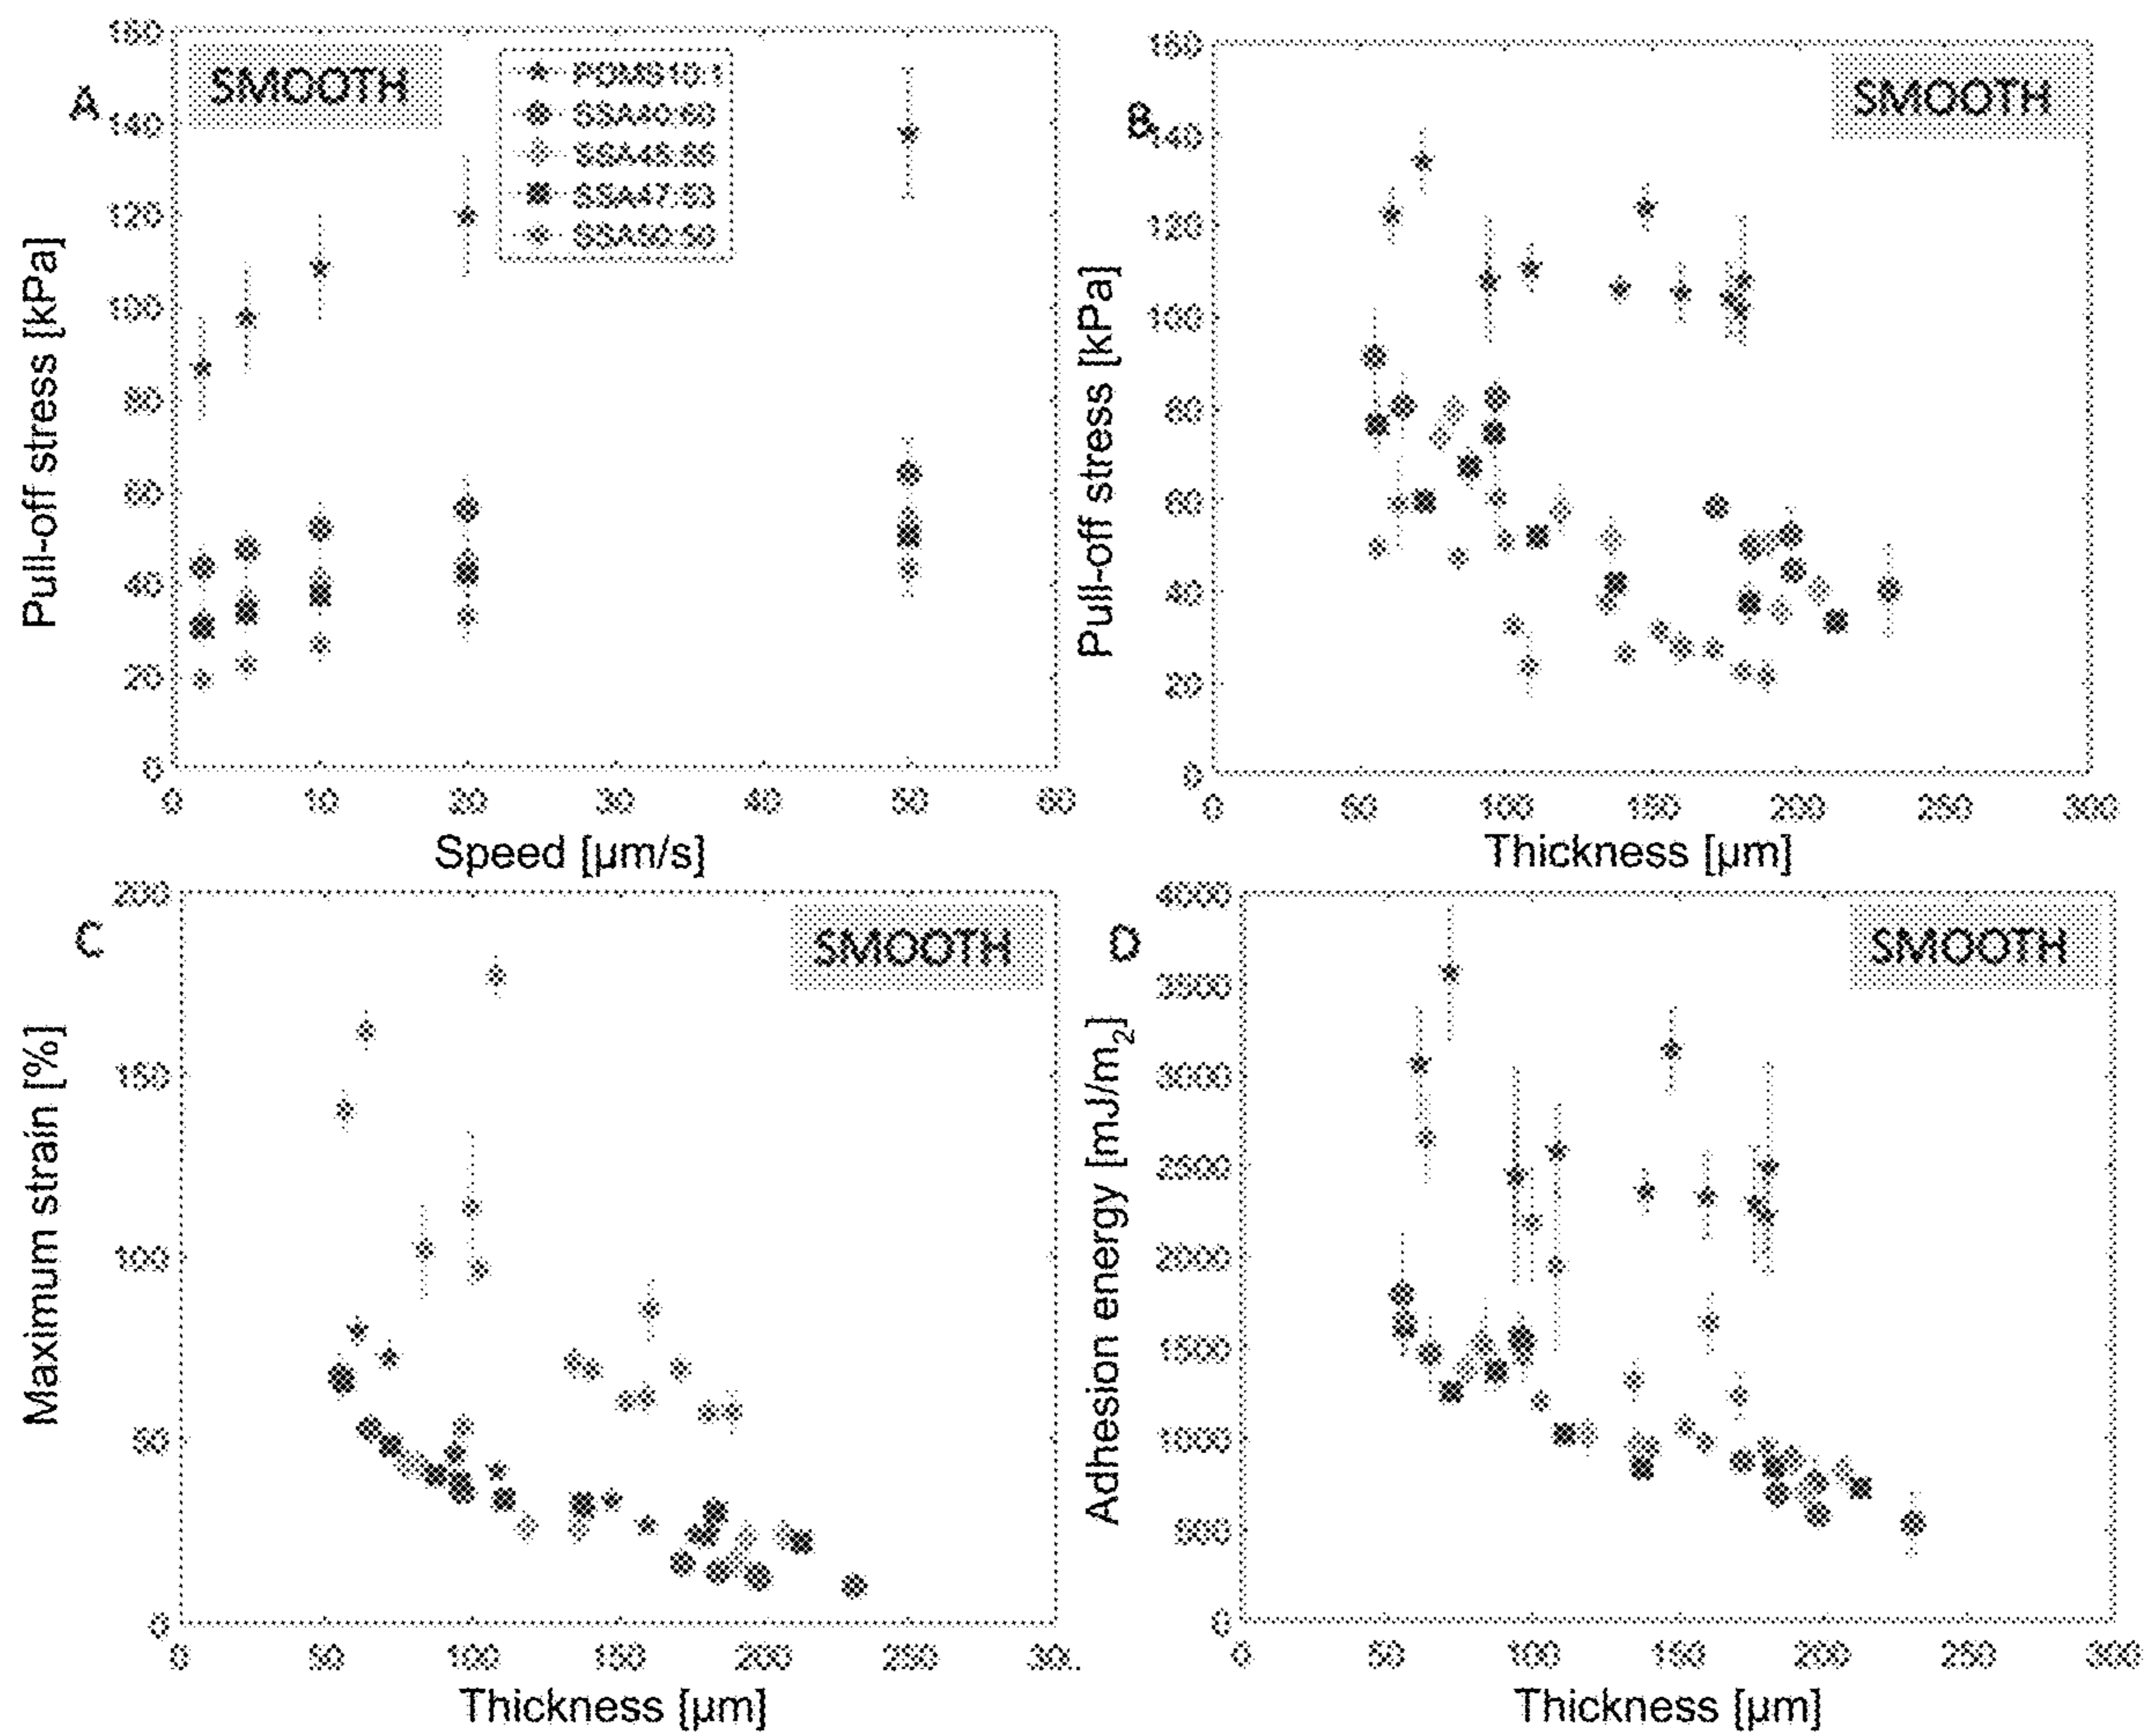 A
SMOOTH
PDMS10:1
SSA40:60
SSA45:55
SSA47:53
SSA50:50
160
140
120
100
80
60
40
20
0
Pull-off stress [kPa]
0 10 20 30 40 50 60
Speed [µm/s]
B
SMOOTH
160
140
120
100
80
60
40
20
0
Pull-off stress [kPa]
0 50 100 150 200 250 300
Thickness [µm]
C
SMOOTH
200
150
100
50
0
Maximum strain [%]
0 50 100 150 200 250 30...
Thickness [µm]
D
SMOOTH
4000
3500
3000
2500
2000
1500
1000
500
0
Adhesion energy [mJ/m2]
0 50 100 150 200 250 300
Thickness [µm]